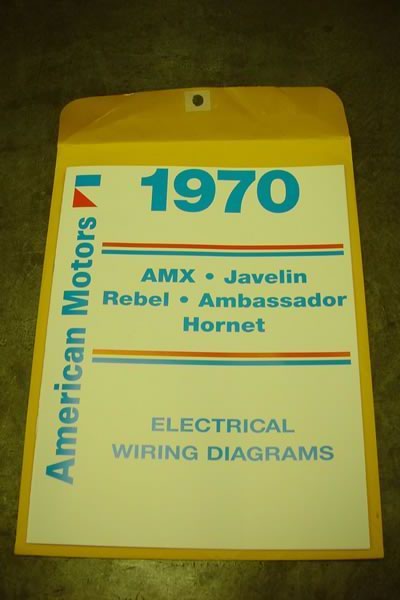 1970
AMX • Javelin
Rebel • Ambassador
Hornet
American Motors
ELECTRICAL
WIRING DIAGRAMS